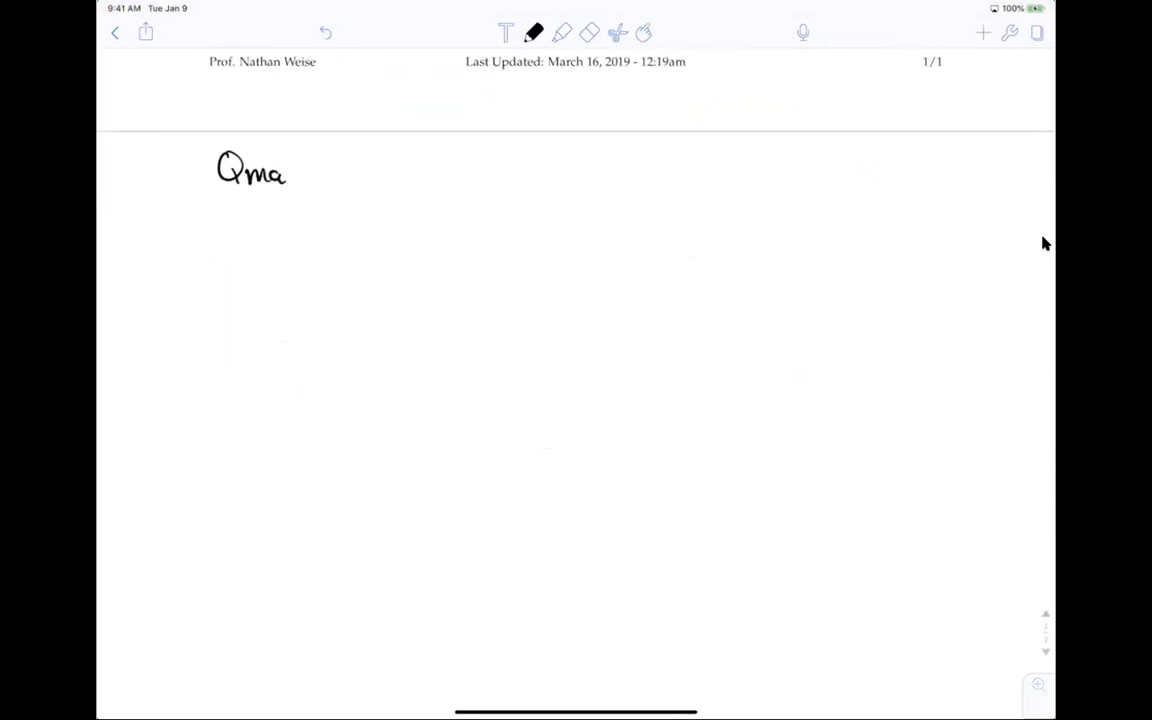 9:41 AM Tue Jan 9 100%
T
Prof. Nathan Weise Last Updated: March 16, 2019 - 12:19am 1/1
Qma